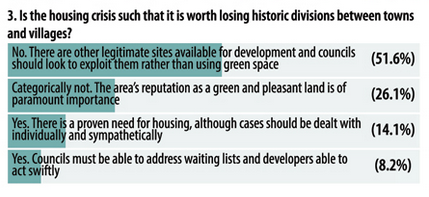 3. Is the housing crisis such that it is worth losing historic divisions between towns
and villages?
No. There are other legitimate sites available for development and councils
should look to exploit them rather than using green space
(51.6%)
Categorically not. The area's reputation as a green and pleasant land is of
paramount importance
(26.1%)
Yes. There is a proven need for housing, although cases should be dealt with
individually and sympathetically
(14.1%)
Yes. Councils must be able to address waiting lists and developers able to
act swiftly
(8.2%)